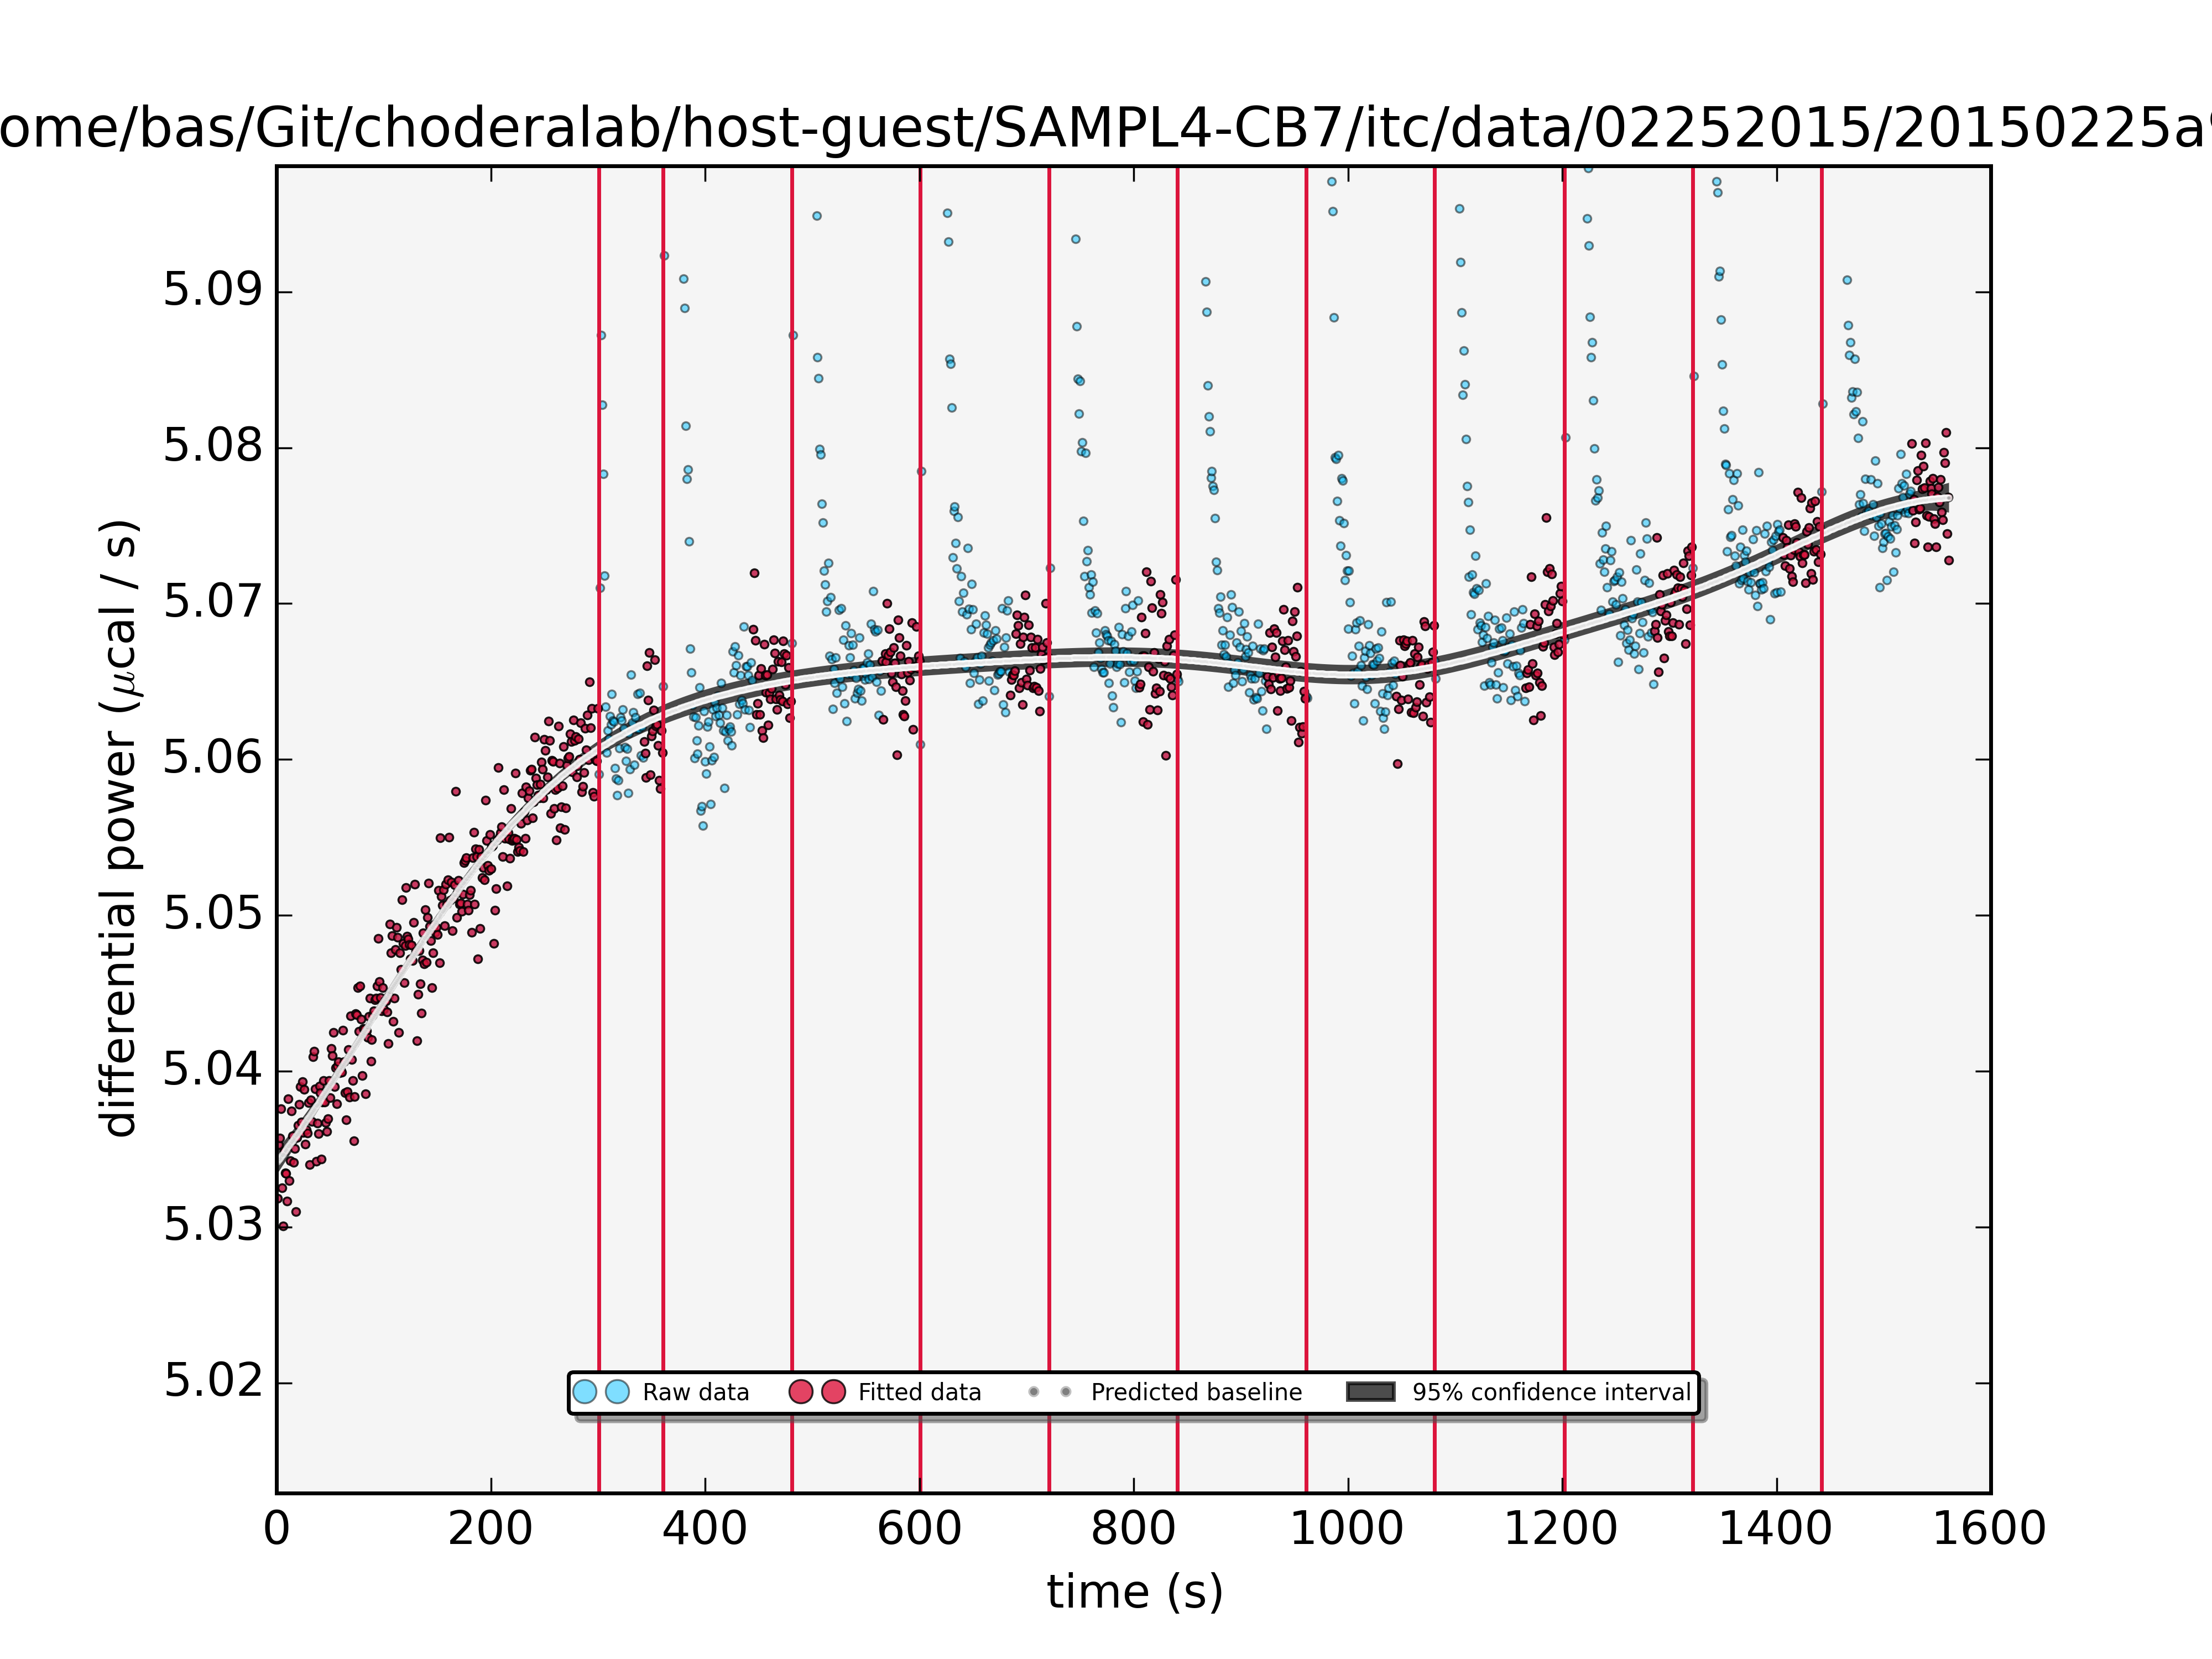 ome/bas/Git/choderalab/host-guest/SAMPL4-CB7/itc/data/02252015/20150225a
5.09
5.08
5.07
5.06
5.05
5.04
5.03
5.02
differential power (μcal / s)
Raw data Fitted data Predicted baseline 95% confidence interval
0 200 400 600 800 1000 1200 1400 1600
time (s)